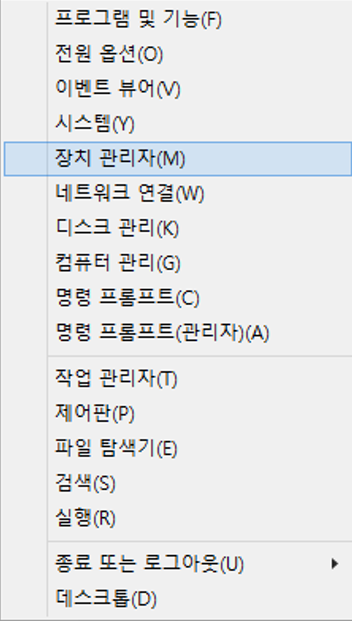 프로그램 및 기능(F)
전원 옵션(O)
이벤트 뷰어(V)
시스템(Y)
장치 관리자(M)
네트워크 연결(W)
디스크 관리(K)
컴퓨터 관리(G)
명령 프롬프트(C)
명령 프롬프트(관리자)(A)
작업 관리자(T)
제어판(P)
파일 탐색기(E)
검색(S)
실행(R)
종료 또는 로그아웃(U)
데스크톱(D)